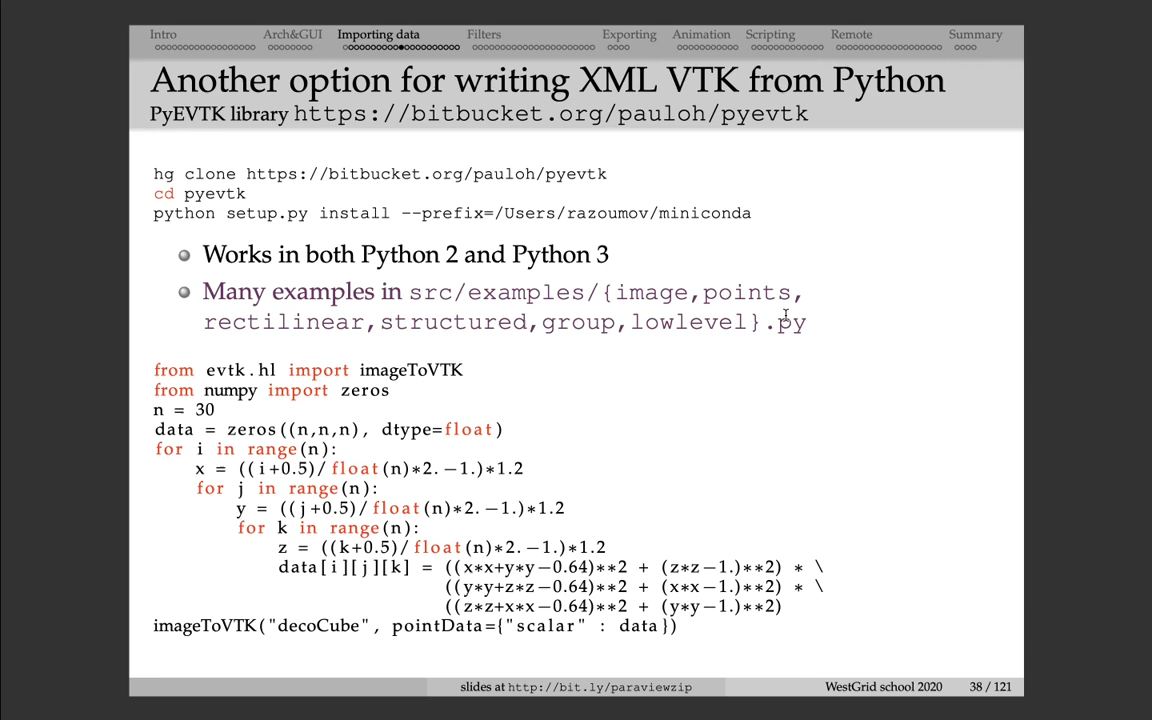 Intro Arch&GUI Importing data Filters Exporting Animation Scripting Remote Summary
Another option for writing XML VTK from Python
PyEVTK library https://bitbucket.org/pauloh/pyevtk
hg clone https://bitbucket.org/pauloh/pyevtk
cd pyevtk
python setup.py install --prefix=/Users/razoumov/miniconda
Works in both Python 2 and Python 3
Many examples in src/examples/{image,points,
rectilinear,structured,group,lowlevel}.py
from evtk.hl import imageToVTK
from numpy import zeros
n = 30
data = zeros((n,n,n), dtype=float)
for i in range(n):
    x = ((i+0.5)/float(n)*2.-1.)*1.2
    for j in range(n):
        y = ((j+0.5)/float(n)*2.-1.)*1.2
        for k in range(n):
            z = ((k+0.5)/float(n)*2.-1.)*1.2
            data[i][j][k] = ((x*x+y*y-0.64)**2 + (z*z-1.)**2) * \
                            ((y*y+z*z-0.64)**2 + (x*x-1.)**2) * \
                            ((z*z+x*x-0.64)**2 + (y*y-1.)**2)
imageToVTK("decoCube", pointData={"scalar" : data})
slides at http://bit.ly/paraviewzip WestGrid school 2020 38 / 121